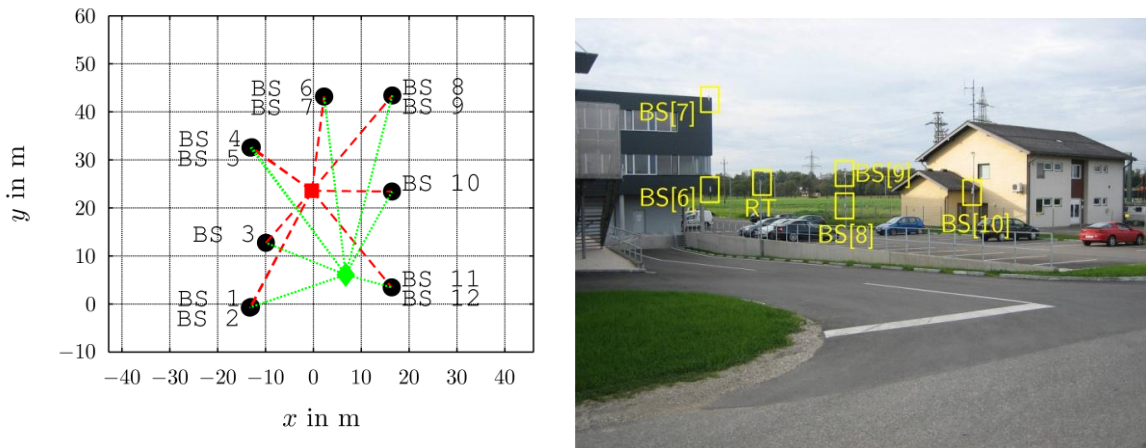 60
50
BS 6 BS 8
BS 7 BS 9
40
BS 4
BS 5
30
BS 10
20
BS 3
10
BS 11
BS 1 BS 12
0
BS 2
−10
−40 −30 −20 −10 0 10 20 30 40
x in m
y in m
BS[7]
BS[9]
BS[6] RT BS[8] BS[10]